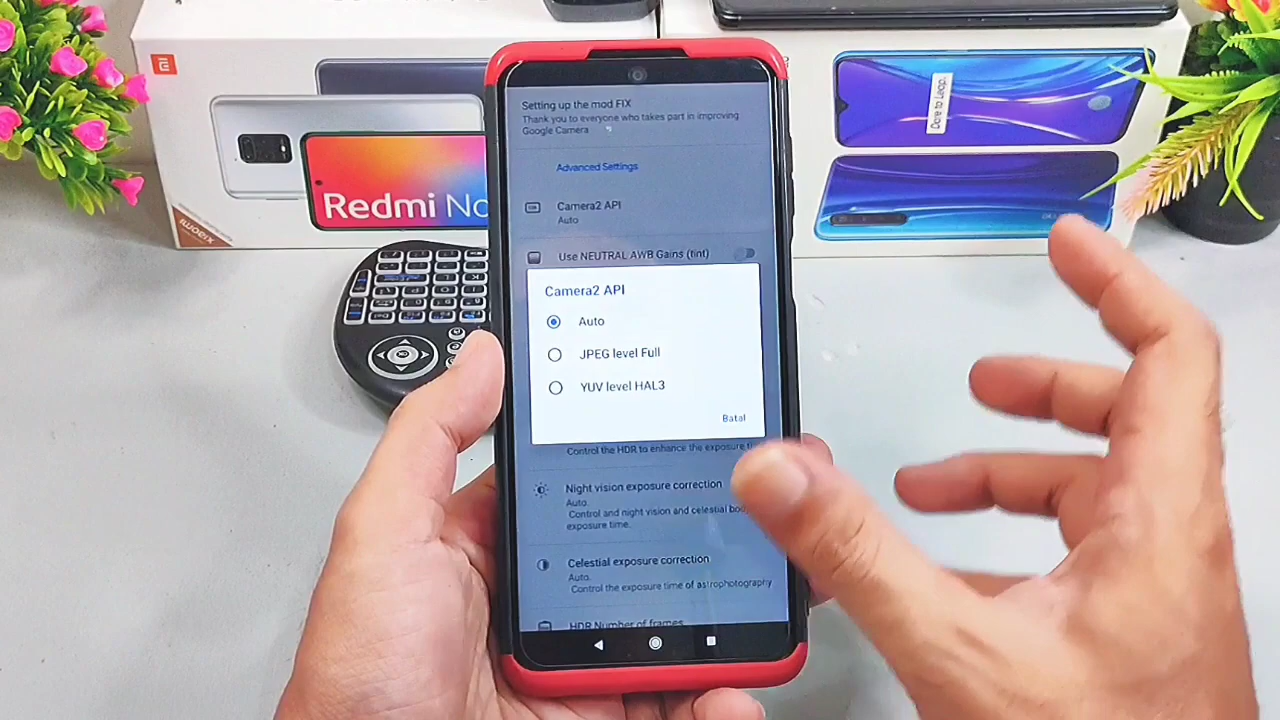 Setting up the mod FIX
Thank you to everyone who takes part in improving
Google Camera
Advanced Settings
Camera2 API
Auto
Use NEUTRAL AWB Gains (tint)
Camera2 API
Auto
JPEG level Full
YUV level HAL3
Batal
Control the HDR to enhance the exposure
Night vision exposure correction
Auto.
Control and night vision and celestial
exposure time.
Celestial exposure correction
Auto.
Control the exposure time of astrophotography
HDR Number of frames
Redmi No
XIAOMI
Dare to Leap